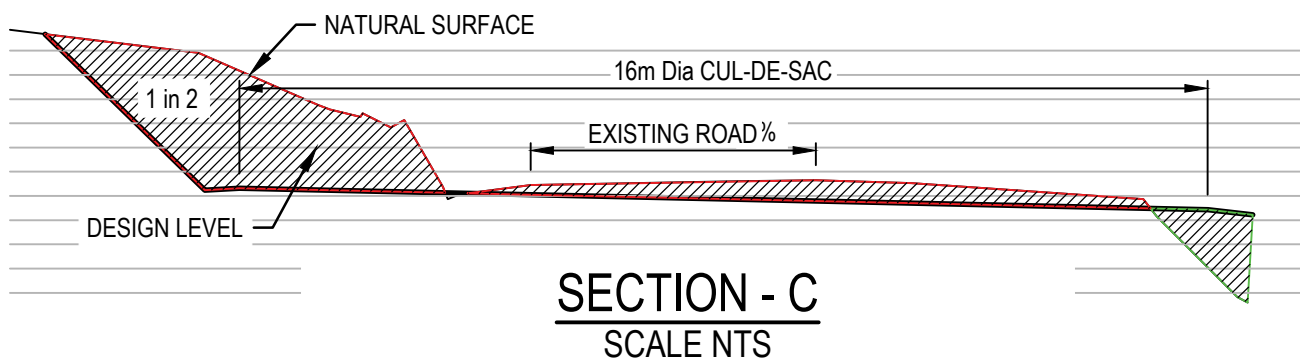 NATURAL SURFACE
16m Dia CUL-DE-SAC
1 in 2
EXISTING ROAD
DESIGN LEVEL
SECTION - C
SCALE NTS